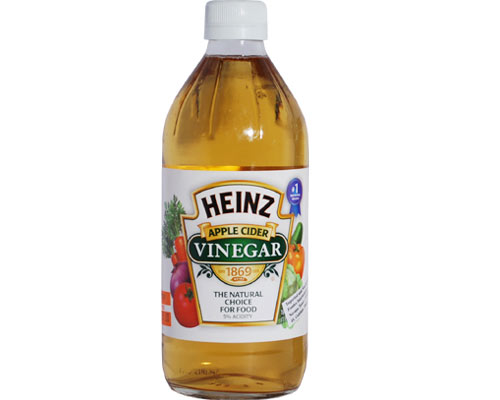 #1
HEINZ
APPLE CIDER
VINEGAR
1869
THE NATURAL
CHOICE
FOR FOOD
5% ACIDITY